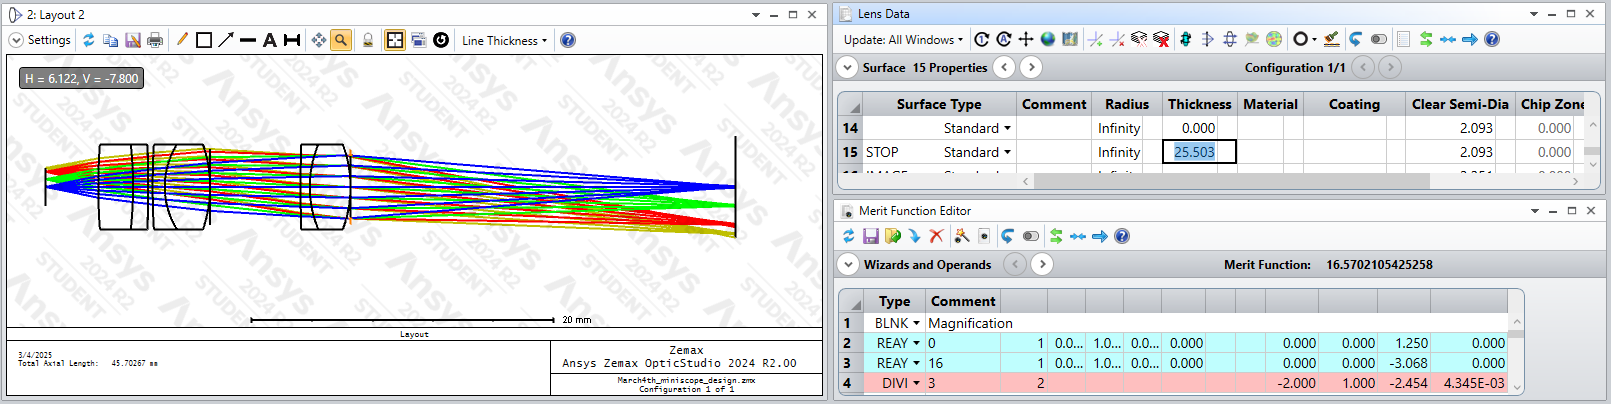 2: Layout 2
Settings
Line Thickness
H = 6.122, V = -7.800
Ansys
2024 R2
STUDENT
20 mm
Layout
3/4/2025
Total Axial Length: 45.70267 mm
Zemax
Ansys Zemax OpticStudio 2024 R2.00
March4th_miniscope_design.zmx
Configuration 1 of 1
Lens Data
Update: All Windows
Surface 15 Properties Configuration 1/1
Surface Type Comment Radius Thickness Material Coating Clear Semi-Dia Chip Zone
14 Standard Infinity 0.000 2.093 0.000
15 STOP Standard Infinity 25.503 2.093 0.000
Merit Function Editor
Wizards and Operands Merit Function: 16.5702105425258
Type Comment
1 BLNK Magnification
2 REAY 0 1 0.0... 1.0... 0.0... 0.000 0.000 0.000 1.250 0.000
3 REAY 16 1 0.0... 1.0... 0.0... 0.000 0.000 0.000 -3.068 0.000
4 DIVI 3 2 -2.000 1.000 -2.454 4.345E-03